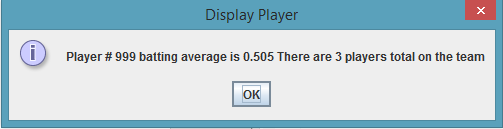 Display Player
Player # 999 batting average is 0.505 There are 3 players total on the team
OK